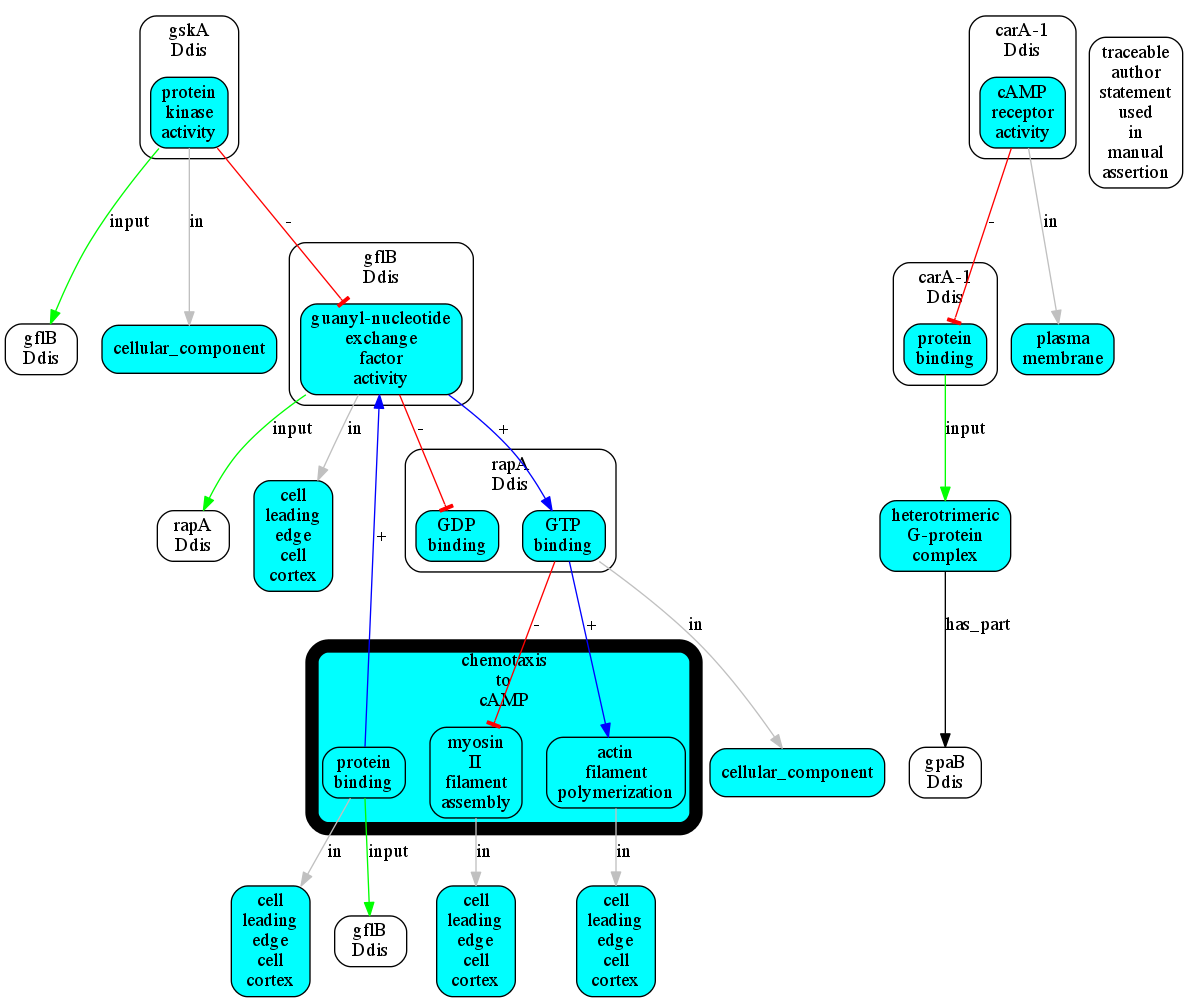 gskA
Ddis
protein
kinase
activity
carA-1
Ddis
cAMP
receptor
activity
traceable
author
statement
used
in
manual
assertion
input
in
-
-
in
gflB
Ddis
cellular_component
gflB
Ddis
guanyl-nucleotide
exchange
factor
activity
carA-1
Ddis
protein
binding
plasma
membrane
input
in
-
+
input
rapA
Ddis
cell
leading
edge
cell
cortex
+
rapA
Ddis
GDP
binding
GTP
binding
heterotrimeric
G-protein
complex
-
+
in
has_part
chemotaxis
to
cAMP
protein
binding
myosin
II
filament
assembly
actin
filament
polymerization
cellular_component
gpaB
Ddis
in
input
in
in
cell
leading
edge
cell
cortex
gflB
Ddis
cell
leading
edge
cell
cortex
cell
leading
edge
cell
cortex